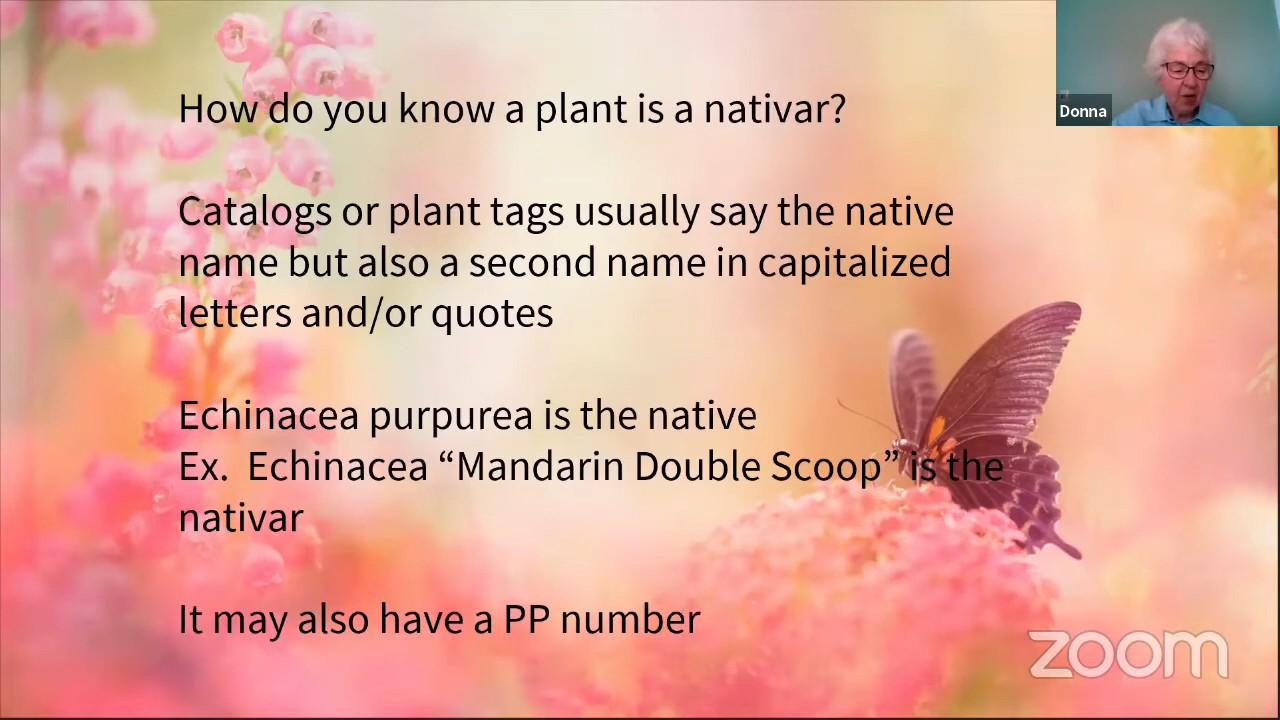 How do you know a plant is a nativar?
Catalogs or plant tags usually say the native
name but also a second name in capitalized
letters and/or quotes
Echinacea purpurea is the native
Ex.  Echinacea “Mandarin Double Scoop” is the
nativar
It may also have a PP number
Donna
zoom